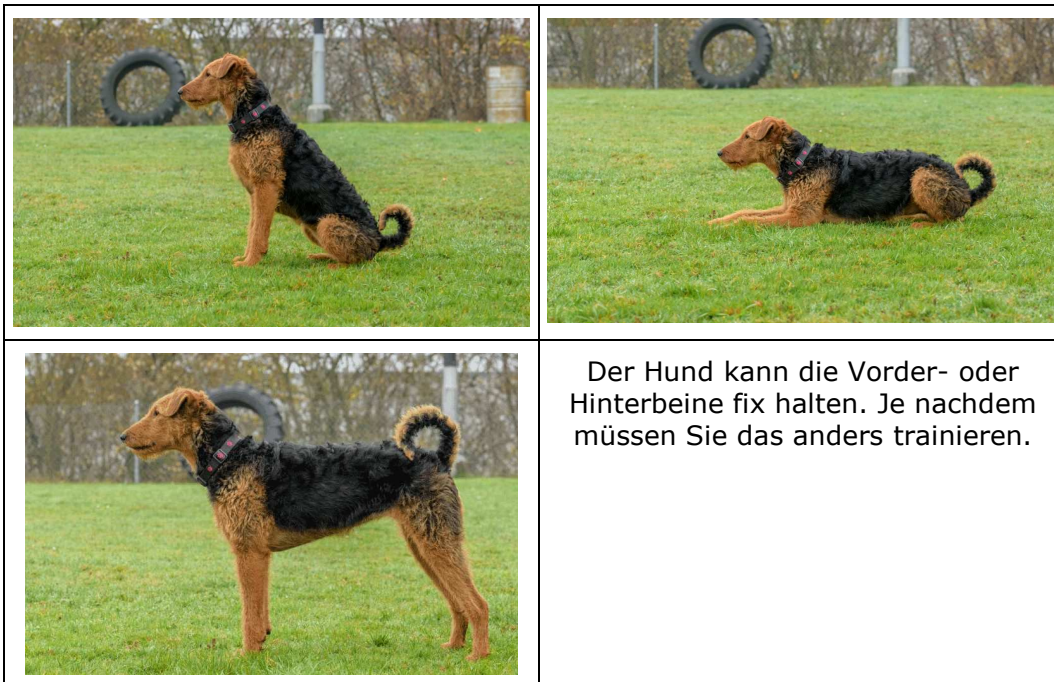 Der Hund kann die Vorder- oder
Hinterbeine fix halten. Je nachdem
müssen Sie das anders trainieren.